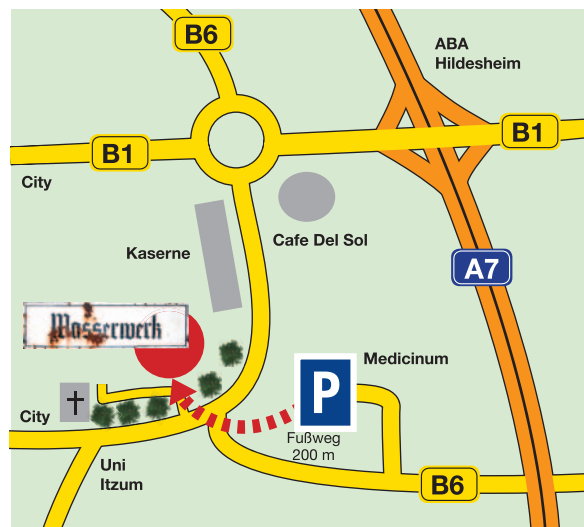 B6
ABA
Hildesheim
B1
B1
City
Cafe Del Sol
Kaserne
A7
Wasserwerk
Medicinum
P
City
Fußweg
200 m
Uni
Itzum
B6